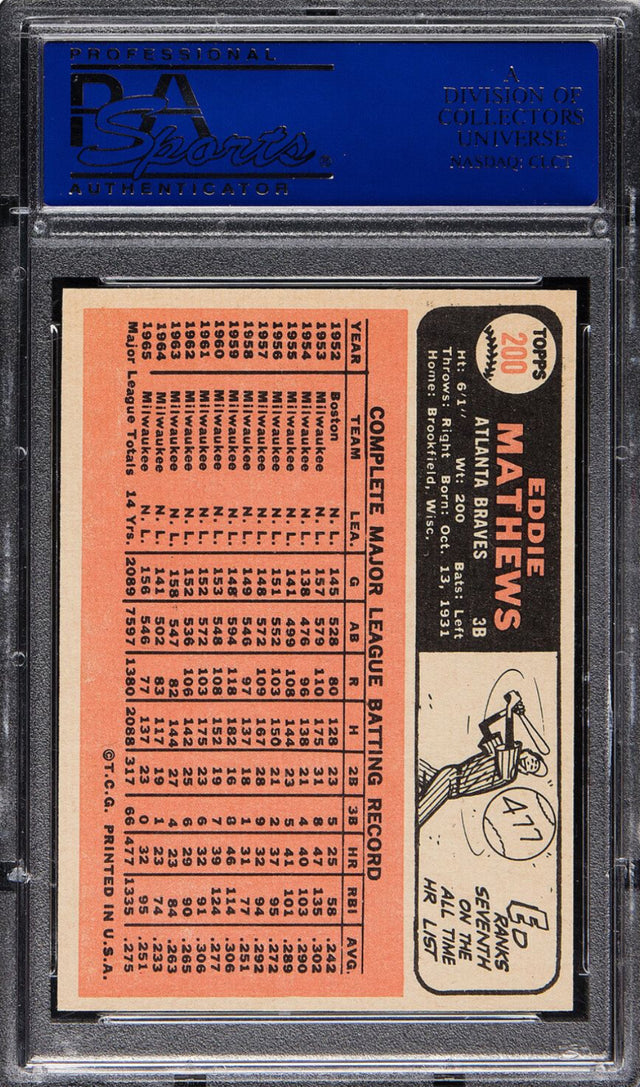 PROFESSIONAL
PSA
Sports®
AUTHENTICATOR
A
DIVISION OF
COLLECTORS
UNIVERSE
NASDAQ: CLCT
TOPPS
200
EDDIE
MATHEWS
ATLANTA BRAVES 3B
Ht: 6'1" Wt: 200 Bats: Left
Throws: Right Born: Oct. 13, 1931
Home: Brookfield, Wisc.
477
ED
RANKS
SEVENTH
ON THE
ALL TIME
HR LIST
COMPLETE MAJOR LEAGUE BATTING RECORD
YEAR TEAM LEA. G AB R H 2B 3B HR RBI AVG.
1952 Boston N. L. 145 528 80 128 23 5 25 58 .242
1953 Milwaukee N. L. 157 579 110 175 31 8 47 135 .302
1954 Milwaukee N. L. 138 476 96 138 21 4 40 103 .290
1955 Milwaukee N. L. 141 499 108 144 23 5 41 101 .289
1956 Milwaukee N. L. 151 552 103 150 21 2 37 95 .272
1957 Milwaukee N. L. 148 572 109 167 28 9 32 94 .292
1958 Milwaukee N. L. 149 546 97 137 18 1 31 77 .251
1959 Milwaukee N. L. 148 594 118 182 16 8 46 114 .306
1960 Milwaukee N. L. 153 548 108 152 19 7 39 124 .277
1961 Milwaukee N. L. 152 572 103 175 23 6 32 91 .306
1962 Milwaukee N. L. 152 536 106 142 25 6 29 90 .265
1963 Milwaukee N. L. 158 547 82 144 27 4 23 84 .263
1964 Milwaukee N. L. 141 502 83 117 19 1 23 74 .233
1965 Milwaukee N. L. 156 546 77 137 23 0 32 95 .251
Major League Totals 14 Yrs. 2089 7597 1380 2088 317 66 477 1335 .275
©T.C.G. PRINTED IN U.S.A.